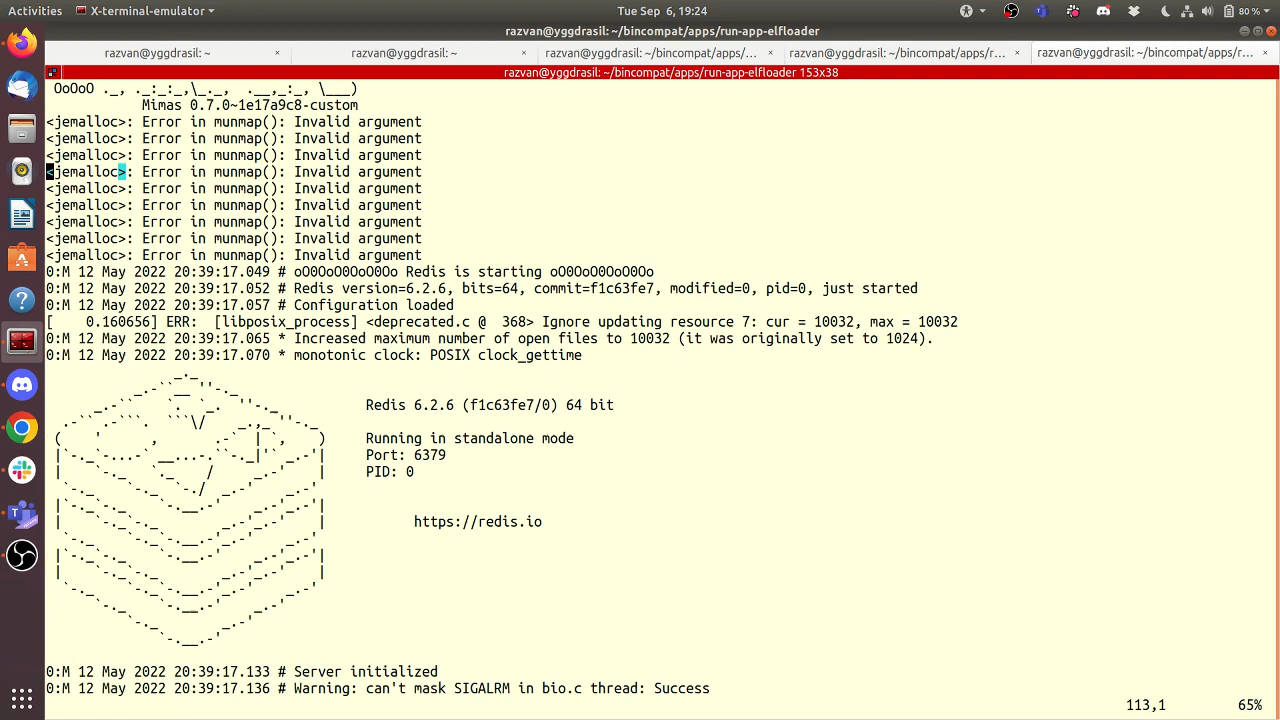 Activities X-terminal-emulator Tue Sep 6, 19:24 80 %
razvan@yggdrasil: ~/bincompat/apps/run-app-elfloader
razvan@yggdrasil: ~ × razvan@yggdrasil: ~ × razvan@yggdrasil: ~/bincompat/apps/... × razvan@yggdrasil: ~/bincompat/apps/r... × razvan@yggdrasil: ~/bincompat/apps/r... ×
razvan@yggdrasil: ~/bincompat/apps/run-app-elfloader 153x38
OoOoO ._, ._:_:_,\_._,  .__,_:_, \___)
Mimas 0.7.0~1e17a9c8-custom
<jemalloc>: Error in munmap(): Invalid argument
<jemalloc>: Error in munmap(): Invalid argument
<jemalloc>: Error in munmap(): Invalid argument
<jemalloc>: Error in munmap(): Invalid argument
<jemalloc>: Error in munmap(): Invalid argument
<jemalloc>: Error in munmap(): Invalid argument
<jemalloc>: Error in munmap(): Invalid argument
<jemalloc>: Error in munmap(): Invalid argument
<jemalloc>: Error in munmap(): Invalid argument
0:M 12 May 2022 20:39:17.049 # oO0OoO0OoO0Oo Redis is starting oO0OoO0OoO0Oo
0:M 12 May 2022 20:39:17.052 # Redis version=6.2.6, bits=64, commit=f1c63fe7, modified=0, pid=0, just started
0:M 12 May 2022 20:39:17.057 # Configuration loaded
[    0.160656] ERR:  [libposix_process] <deprecated.c @  368> Ignore updating resource 7: cur = 10032, max = 10032
0:M 12 May 2022 20:39:17.065 * Increased maximum number of open files to 10032 (it was originally set to 1024).
0:M 12 May 2022 20:39:17.070 * monotonic clock: POSIX clock_gettime
Redis 6.2.6 (f1c63fe7/0) 64 bit
Running in standalone mode
Port: 6379
PID: 0
https://redis.io
0:M 12 May 2022 20:39:17.133 # Server initialized
0:M 12 May 2022 20:39:17.136 # Warning: can't mask SIGALRM in bio.c thread: Success
113,1 65%